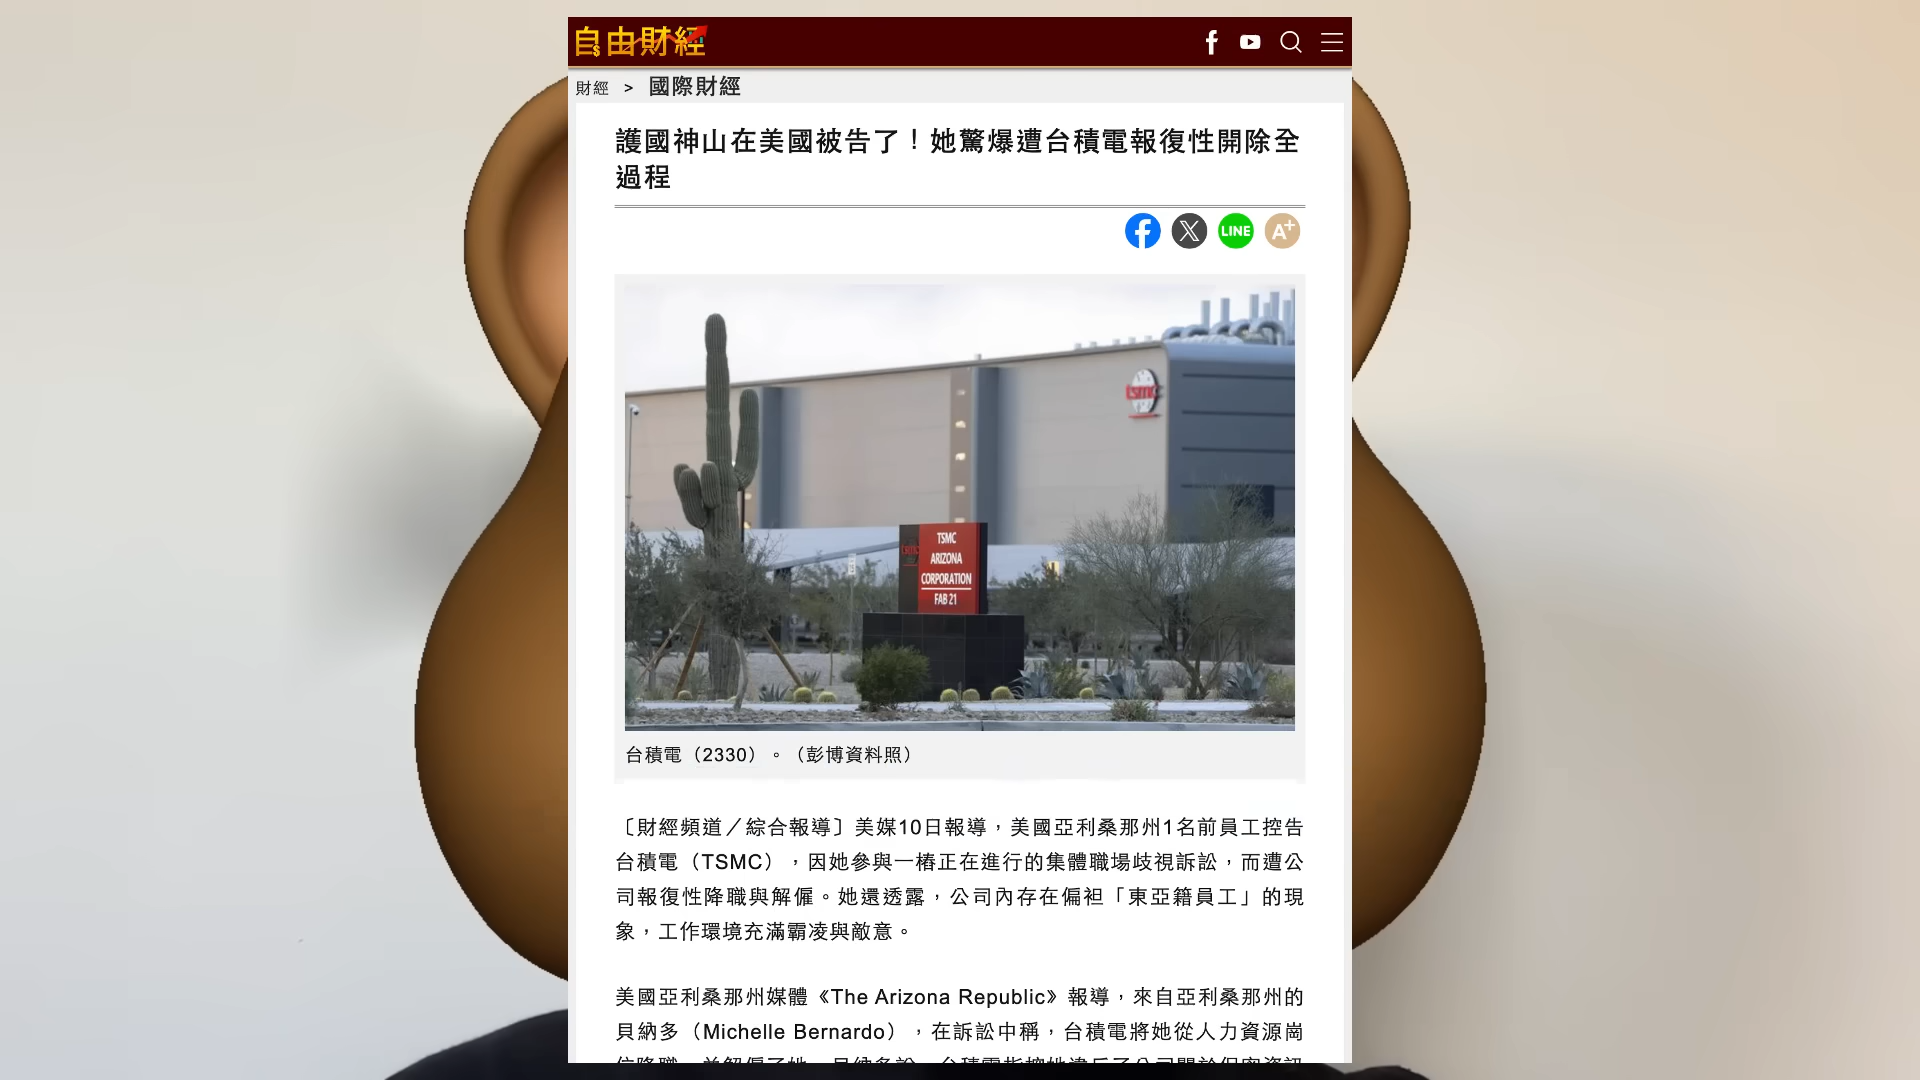 自由財經
財經 > 國際財經
護國神山在美國被告了！她驚爆遭台積電報復性開除全
過程
LINE
A+
tsmc
TSMC
ARIZONA
CORPORATION
FAB 21
台積電（2330）。（彭博資料照）
〔財經頻道／綜合報導〕美媒10日報導，美國亞利桑那州1名前員工控告
台積電（TSMC），因她參與一樁正在進行的集體職場歧視訴訟，而遭公
司報復性降職與解僱。她還透露，公司內存在偏袒「東亞籍員工」的現
象，工作環境充滿霸凌與敵意。
美國亞利桑那州媒體《The Arizona Republic》報導，來自亞利桑那州的
貝納多（Michelle Bernardo），在訴訟中稱，台積電將她從人力資源崗